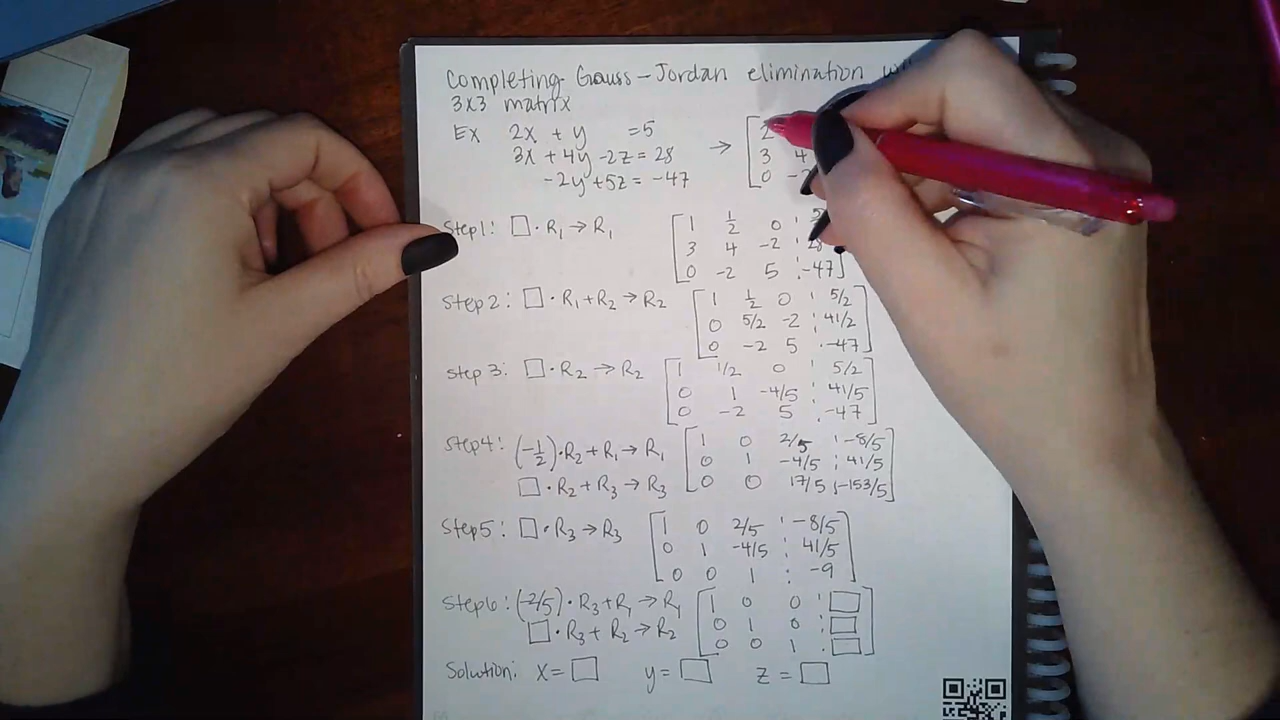 Completing Gauss-Jordan elimination
3x3 matrix
Ex 2x + y = 5 → [ 2
3x + 4y - 2z = 28 3 4
-2y + 5z = -47 0
Step 1: □ · R₁ → R₁ [ 1 1/2 0 :
3 4 -2 :
0 -2 5 : -47 ]
Step 2: □ · R₁ + R₂ → R₂ [ 1 1/2 0 : 5/2
0 5/2 -2 : 41/2
0 -2 5 : -47 ]
Step 3: □ · R₂ → R₂ [ 1 1/2 0 : 5/2
0 1 -4/5 : 41/5
0 -2 5 : -47 ]
Step 4: (-1/2) · R₂ + R₁ → R₁ [ 1 0 2/5 : -8/5
0 1 -4/5 : 41/5
□ · R₂ + R₃ → R₃ 0 0 17/5 : -153/5 ]
Step 5: □ · R₃ → R₃ [ 1 0 2/5 : -8/5
0 1 -4/5 : 41/5
0 0 1 : -9 ]
Step 6: (-2/5) · R₃ + R₁ → R₁ [ 1 0 0 : □
□ · R₃ + R₂ → R₂ 0 1 0 : □
0 0 1 : □ ]
Solution: x = □ y = □ z = □